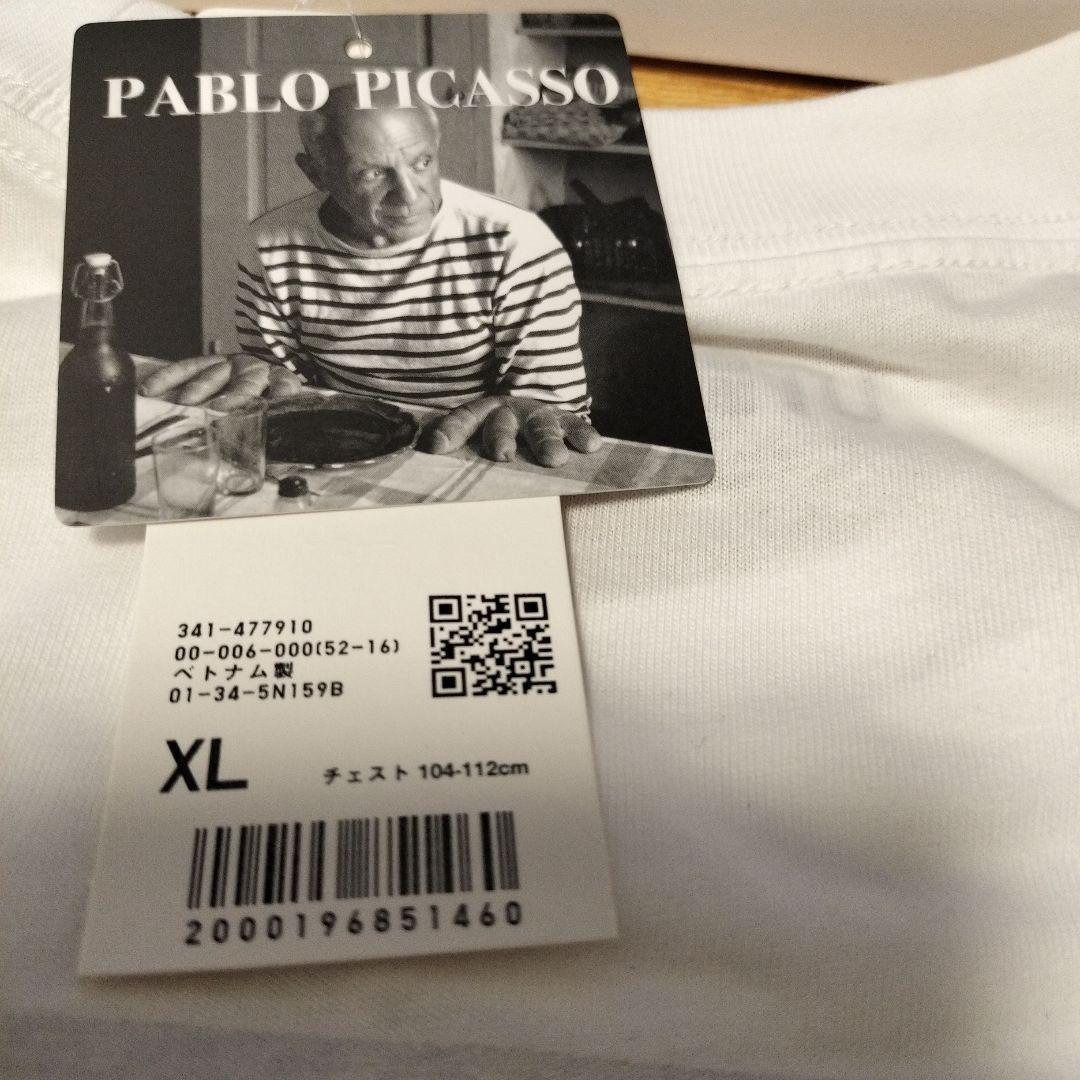 PABLO PICASSO
341-477910
00-006-000(52-16)
ベトナム製
01-34-5N159B
XL
チェスト 104-112cm
2000196851460